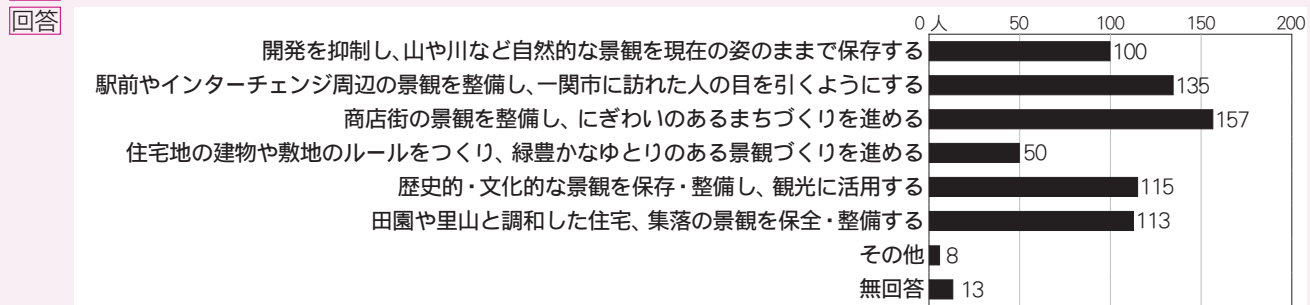 回答
0 人 50 100 150 200
開発を抑制し、山や川など自然的な景観を現在の姿のままで保存する 100
駅前やインターチェンジ周辺の景観を整備し、一関市に訪れた人の目を引くようにする 135
商店街の景観を整備し、にぎわいのあるまちづくりを進める 157
住宅地の建物や敷地のルールをつくり、緑豊かなゆとりのある景観づくりを進める 50
歴史的・文化的な景観を保存・整備し、観光に活用する 115
田園や里山と調和した住宅、集落の景観を保全・整備する 113
その他 8
無回答 13